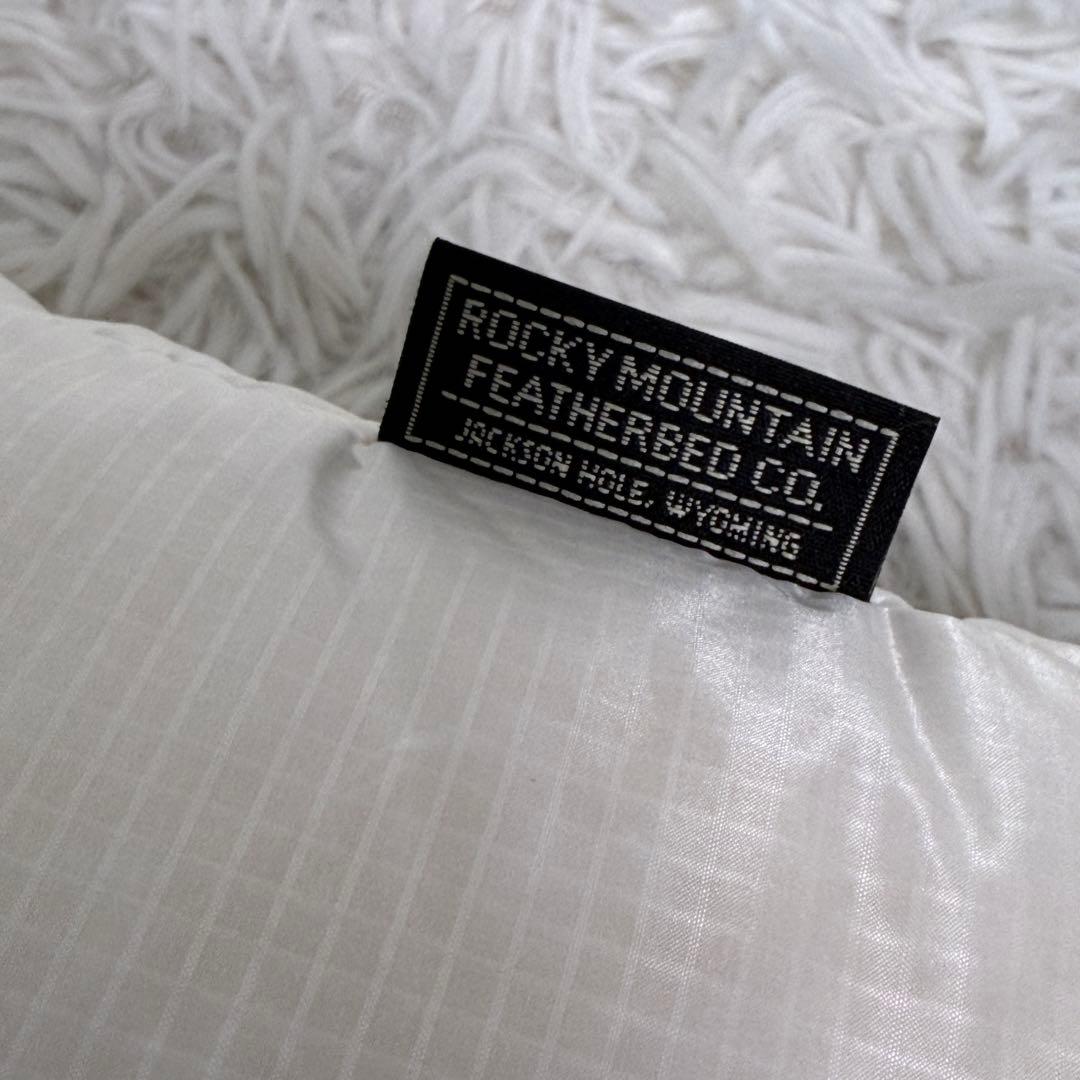 ROCKY MOUNTAIN
FEATHERBED CO.
JACKSON HOLE, WYOMING